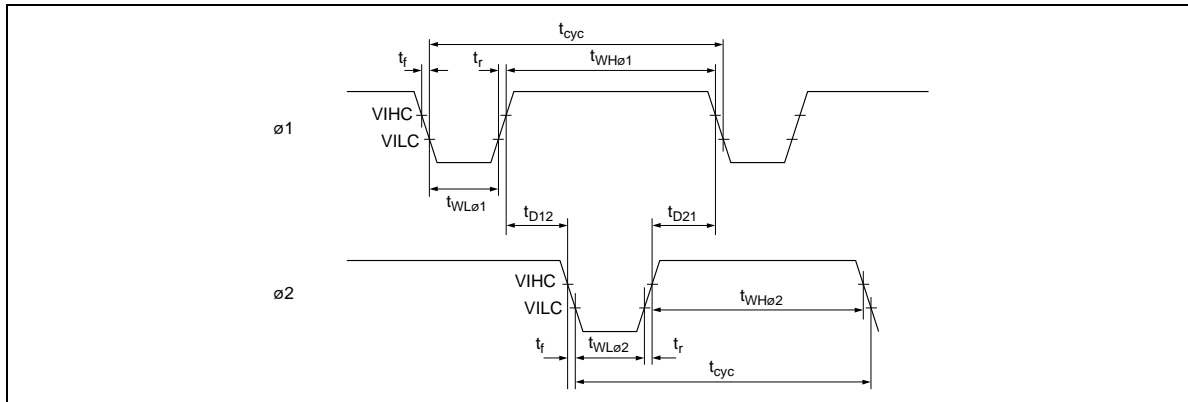 tcyc
tf tr tWHø1
VIHC
ø1
VILC
tWLø1
tD12 tD21
VIHC
ø2
VILC tWHø2
tf tWLø2 tr
tcyc